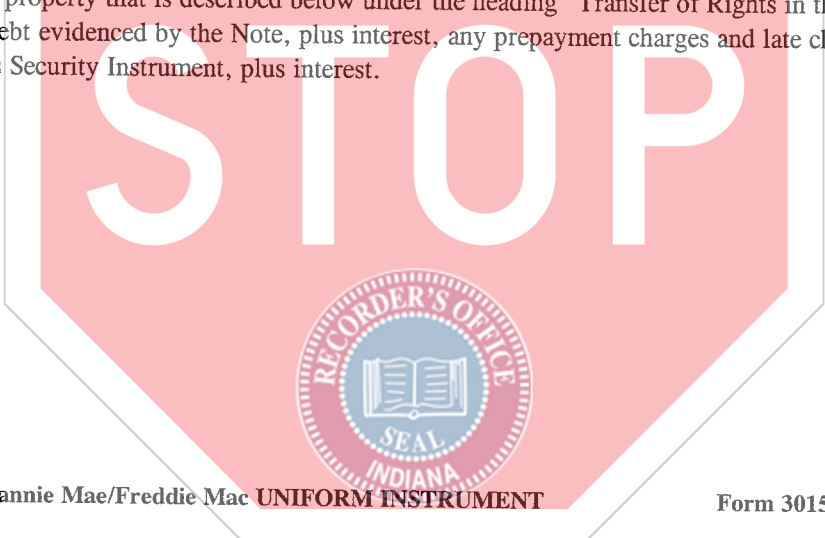 property that is described below under the heading "Transfer of Rights in
ebt evidenced by the Note, plus interest, any prepayment charges and late
Security Instrument, plus interest.
STOP
RECORDER'S OFFICE
SEAL
INDIANA
annie Mae/Freddie Mac UNIFORM INSTRUMENT
Form 3015